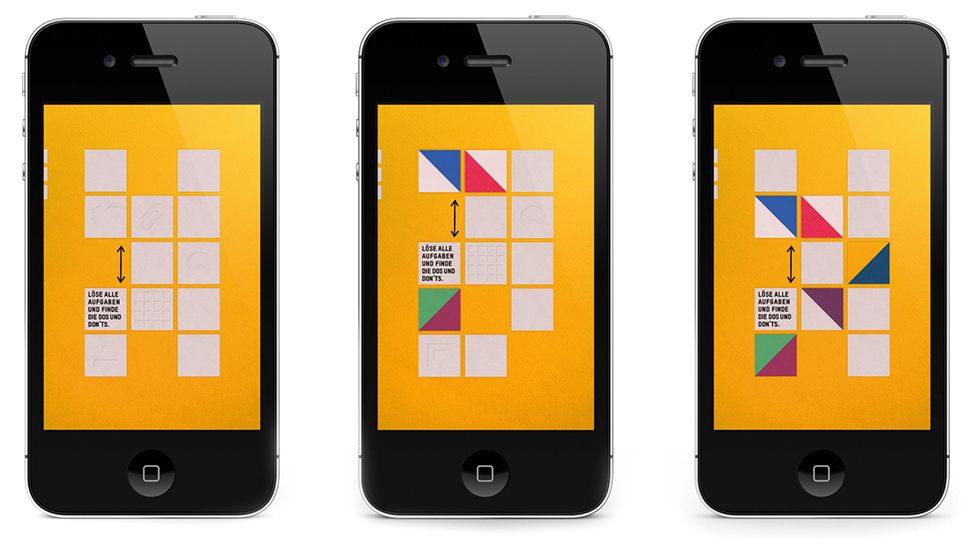 LÖSE ALLE
AUFGABEN
UND FINDE
DIE DOS UND
DON'TS.
LÖSE ALLE
AUFGABEN
UND FINDE
DIE DOS UND
DON'TS.
LÖSE ALLE
AUFGABEN
UND FINDE
DIE DOS UND
DON'TS.